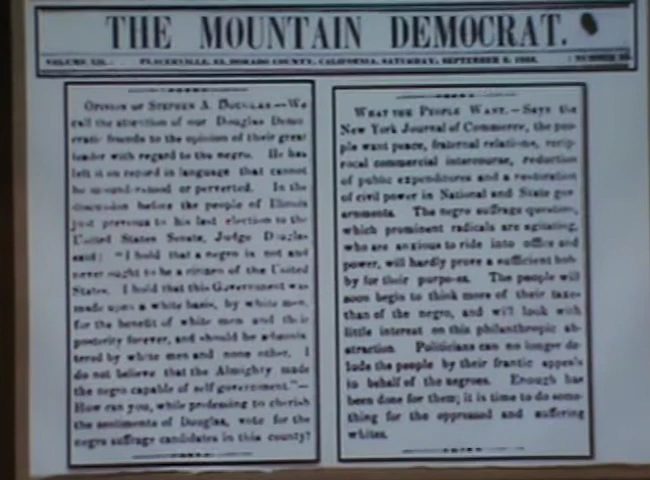 THE MOUNTAIN DEMOCRAT.
VOLUME XII. PLACERVILLE, EL DORADO COUNTY, CALIFORNIA, SATURDAY, SEPTEMBER NUMBER
OPINION OF STEPHEN A. DOUGLAS.—We
call the attention of our Douglas Demo-
cratic friends to the opinion of their great
leader with regard to the negro. He has
left it on record in language that cannot
be or perverted. In the
discussion before the people of Illinois
just previous to his last election to the
United States Senate, Judge Douglas
said: "I hold that a negro is not and
never ought to be a citizen of the United
States. I hold that this Government was
made upon a white basis, by white men,
for the benefit of white men and their
posterity forever, and should be adminis-
tered by white men and none other. I
do not believe that the Almighty made
the negro capable of self government."—
How can you, while professing to cherish
the sentiments of Douglas, vote for the
negro suffrage candidates in this county?
WHAT THE PEOPLE WANT.—Says the
New York Journal of Commerce, the peo-
ple want peace, fraternal relations, recip-
rocal commercial intercourse, reduction
of public expenditures and a restoration
of civil power in National and State gov-
ernments. The negro suffrage question,
which prominent radicals are agitating,
who are anxious to ride into office and
power, will hardly prove a sufficient hob-
by for their purposes. The people will
soon begin to think more of their taxes
than of the negro, and will look with
little interest on this philanthropic ab-
straction. Politicians can no longer de-
lude the people by their frantic appeals
in behalf of the negroes. Enough has
been done for them; it is time to do some-
thing for the oppressed and suffering
whites.